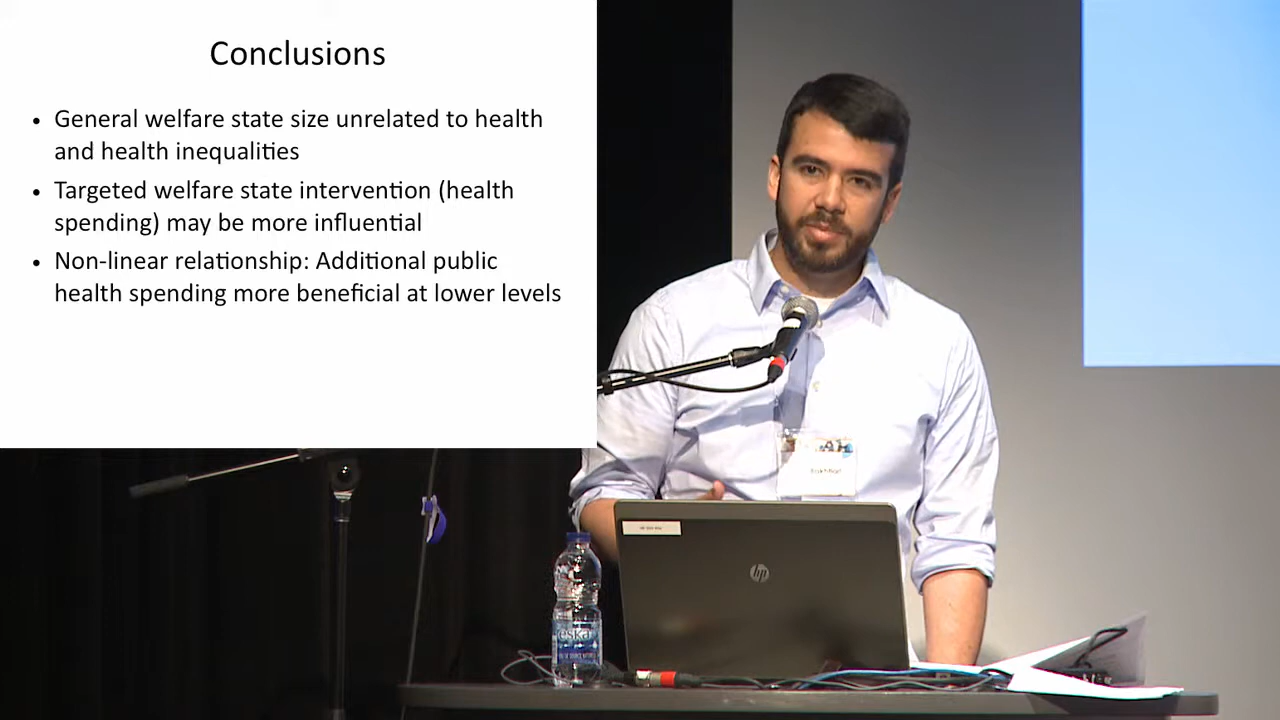 Conclusions
• General welfare state size unrelated to health
and health inequalities
• Targeted welfare state intervention (health
spending) may be more influential
• Non-linear relationship: Additional public
health spending more beneficial at lower levels
hp
eska